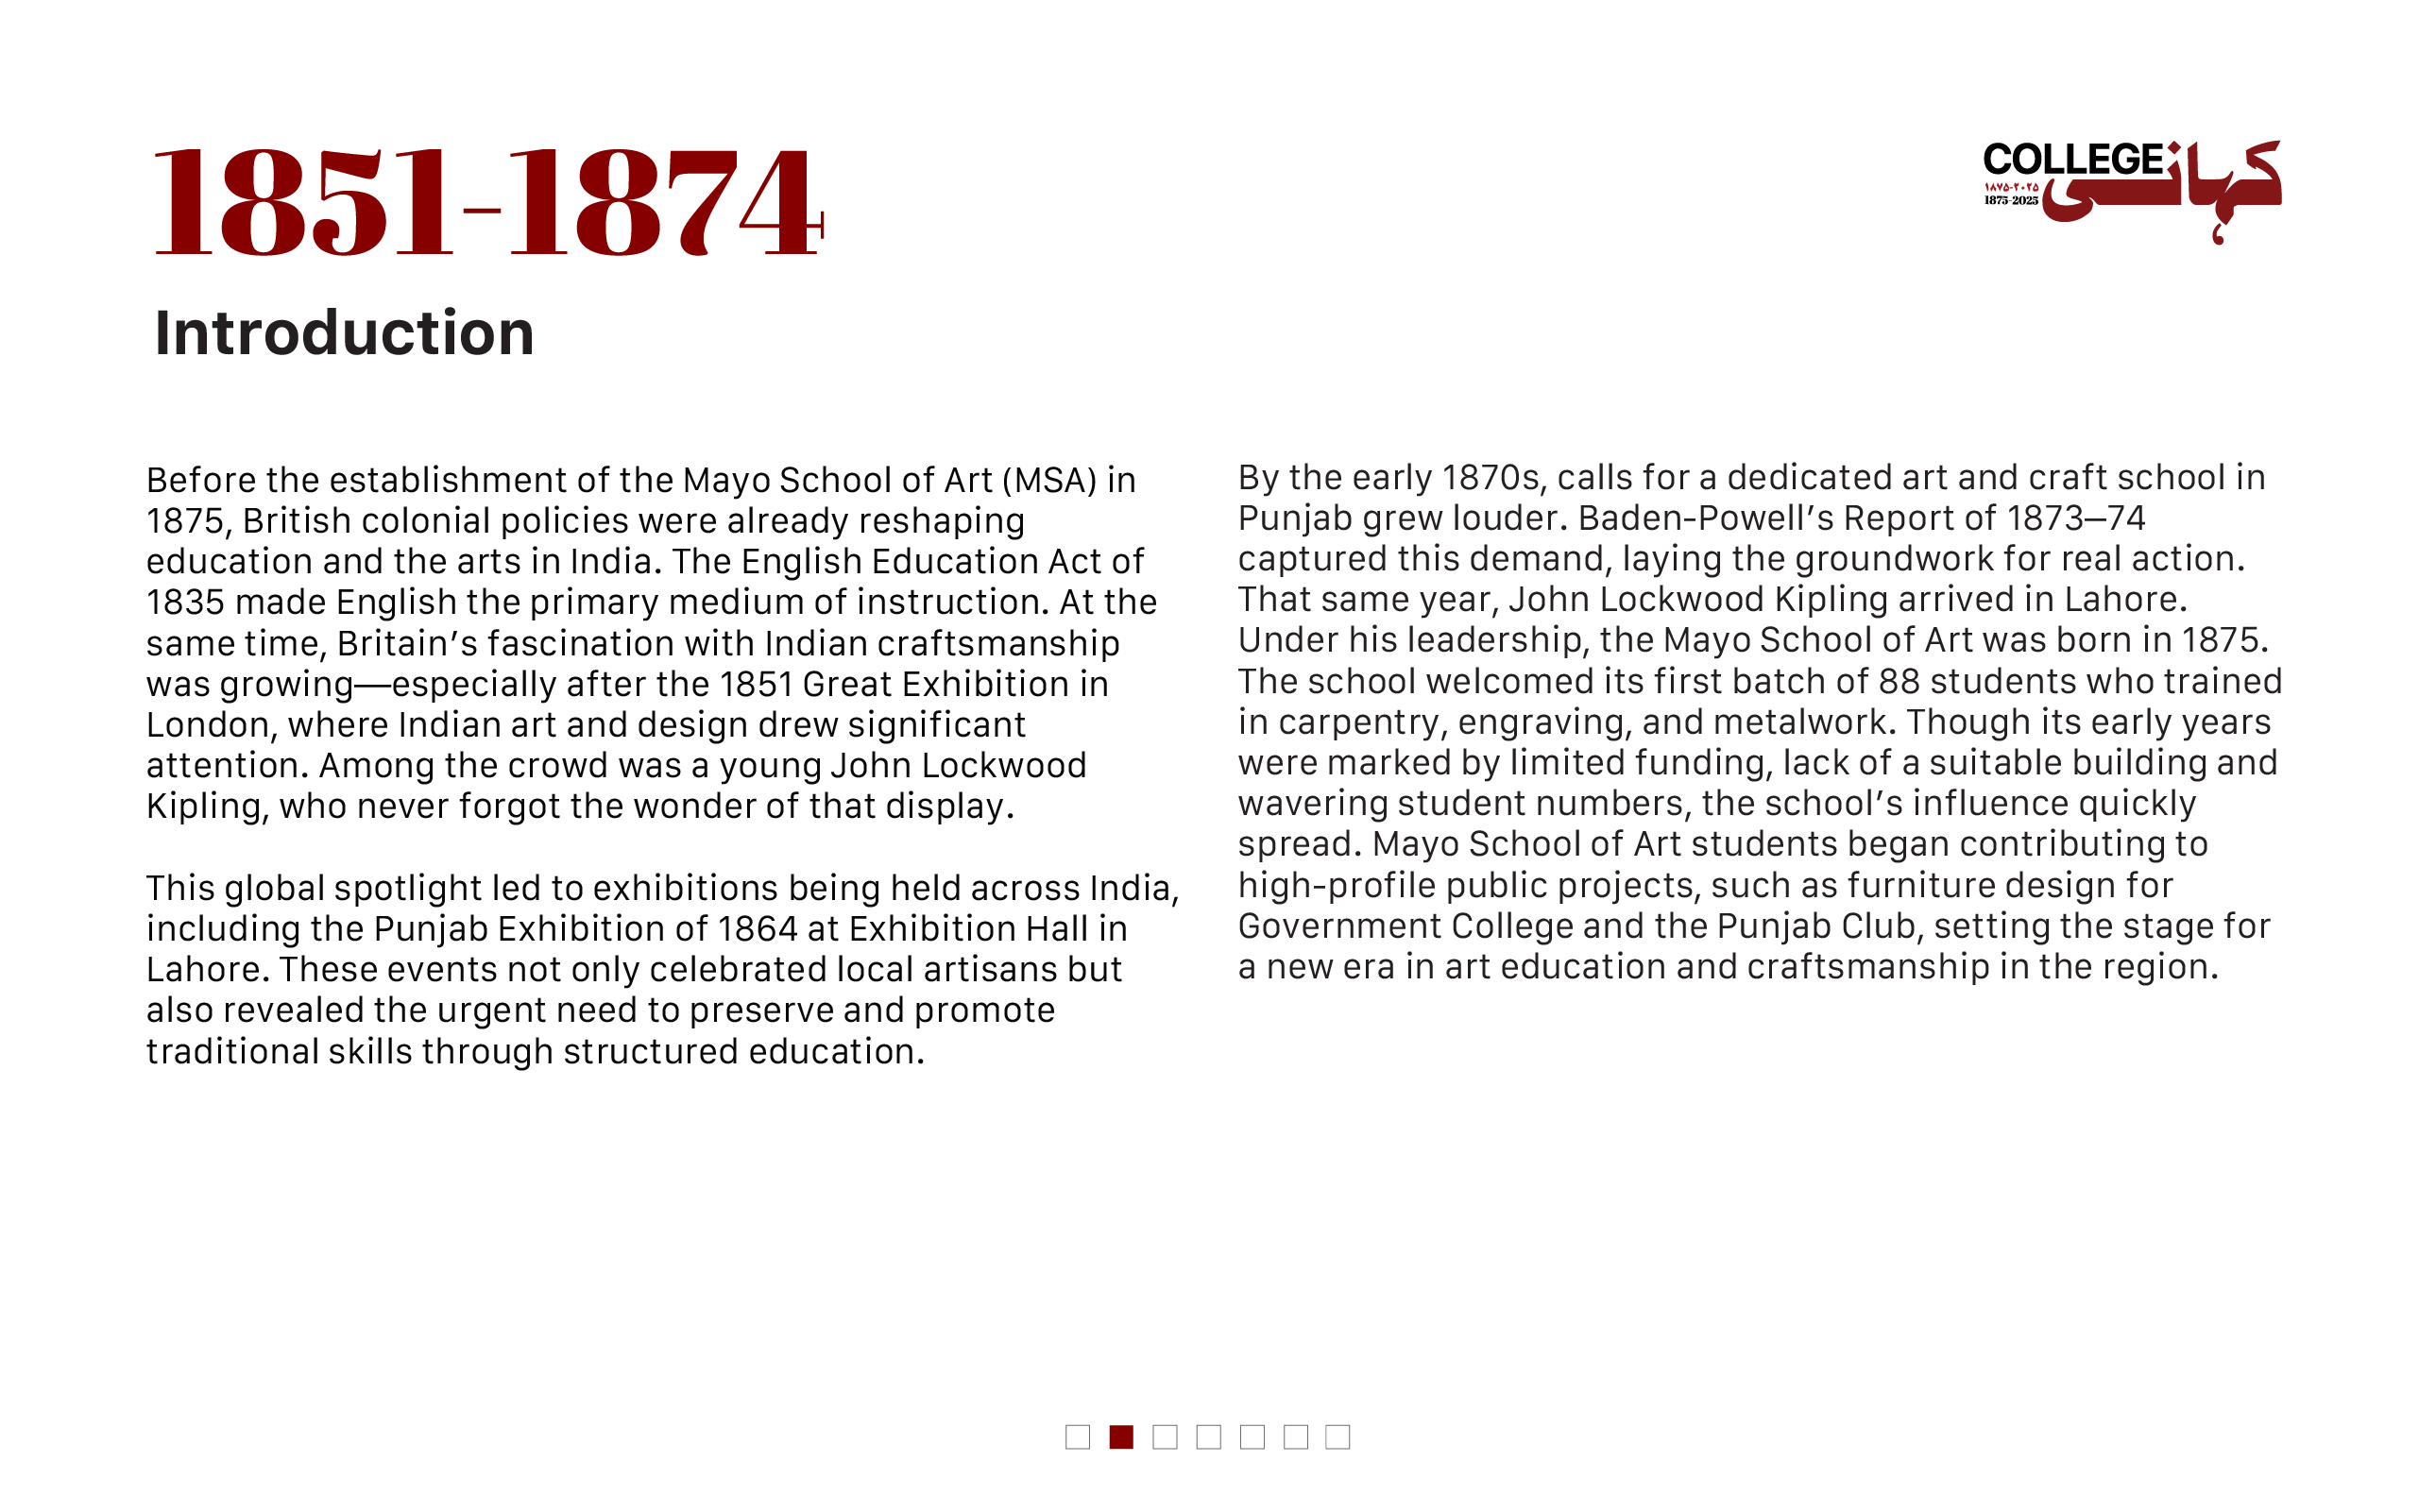 1851-1874
COLLEGE کہانی
۱۸۷۵-۲۰۲۵
1875-2025
Introduction
Before the establishment of the Mayo School of Art (MSA) in
1875, British colonial policies were already reshaping
education and the arts in India. The English Education Act of
1835 made English the primary medium of instruction. At the
same time, Britain’s fascination with Indian craftsmanship
was growing—especially after the 1851 Great Exhibition in
London, where Indian art and design drew significant
attention. Among the crowd was a young John Lockwood
Kipling, who never forgot the wonder of that display.
This global spotlight led to exhibitions being held across India,
including the Punjab Exhibition of 1864 at Exhibition Hall in
Lahore. These events not only celebrated local artisans but
also revealed the urgent need to preserve and promote
traditional skills through structured education.
By the early 1870s, calls for a dedicated art and craft school in
Punjab grew louder. Baden-Powell’s Report of 1873–74
captured this demand, laying the groundwork for real action.
That same year, John Lockwood Kipling arrived in Lahore.
Under his leadership, the Mayo School of Art was born in 1875.
The school welcomed its first batch of 88 students who trained
in carpentry, engraving, and metalwork. Though its early years
were marked by limited funding, lack of a suitable building and
wavering student numbers, the school’s influence quickly
spread. Mayo School of Art students began contributing to
high-profile public projects, such as furniture design for
Government College and the Punjab Club, setting the stage for
a new era in art education and craftsmanship in the region.